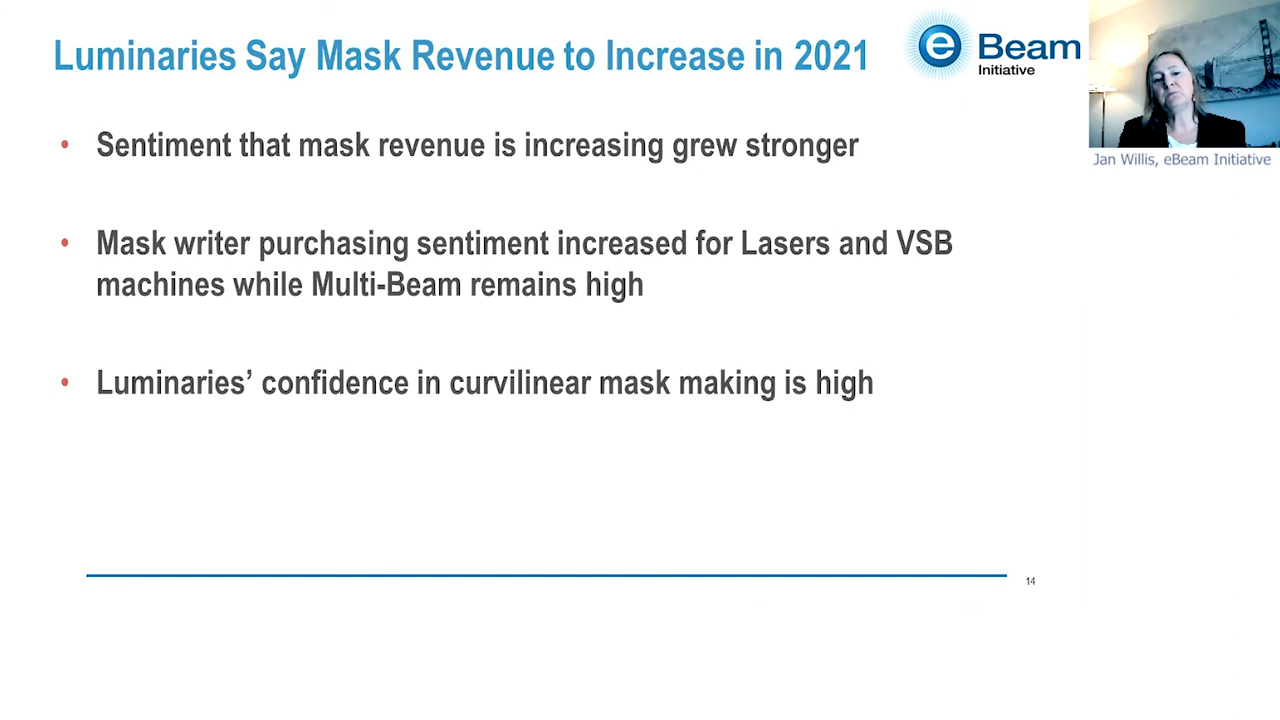 Luminaries Say Mask Revenue to Increase in 2021
e Beam
Initiative
Jan Willis, eBeam Initiative
• Sentiment that mask revenue is increasing grew stronger
• Mask writer purchasing sentiment increased for Lasers and VSB
machines while Multi-Beam remains high
• Luminaries’ confidence in curvilinear mask making is high
14